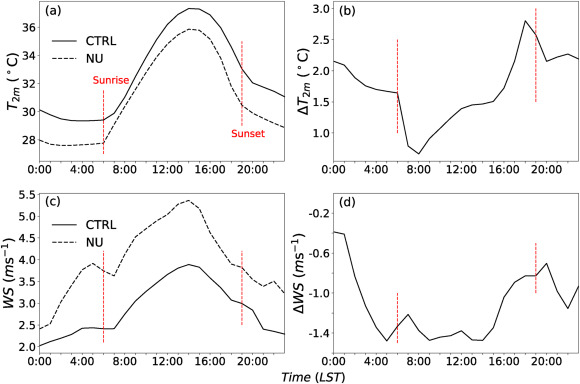 (a)
CTRL
NU
Sunrise
Sunset
T2m (°C)
36
34
32
30
28
0:00 4:00 8:00 12:00 16:00 20:00
(b)
ΔT2m (°C)
3.0
2.5
2.0
1.5
1.0
0:00 4:00 8:00 12:00 16:00 20:00
(c)
CTRL
NU
WS (ms−1)
5.5
5.0
4.5
4.0
3.5
3.0
2.5
2.0
0:00 4:00 8:00 12:00 16:00 20:00
(d)
ΔWS (ms−1)
-0.2
-0.6
-1.0
-1.4
0:00 4:00 8:00 12:00 16:00 20:00
Time (LST)